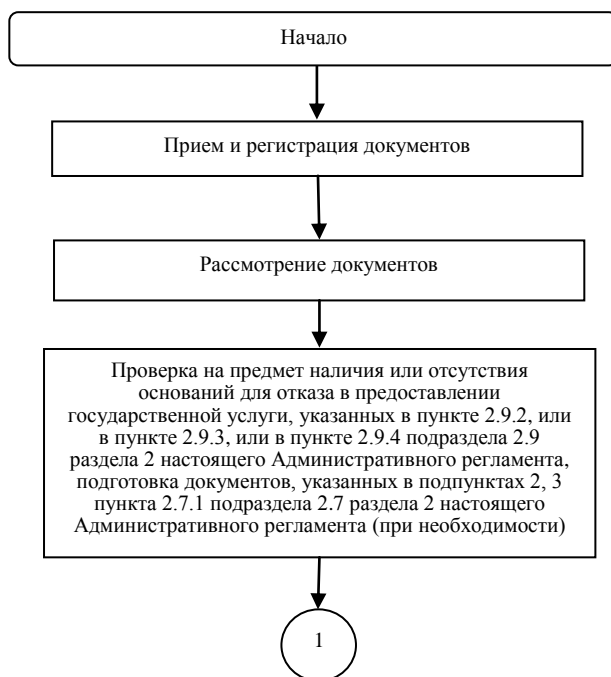 Начало
Прием и регистрация документов
Рассмотрение документов
Проверка на предмет наличия или отсутствия
оснований для отказа в предоставлении
государственной услуги, указанных в пункте 2.9.2, или
в пункте 2.9.3, или в пункте 2.9.4 подраздела 2.9
раздела 2 настоящего Административного регламента,
подготовка документов, указанных в подпунктах 2, 3
пункта 2.7.1 подраздела 2.7 раздела 2 настоящего
Административного регламента (при необходимости)
1